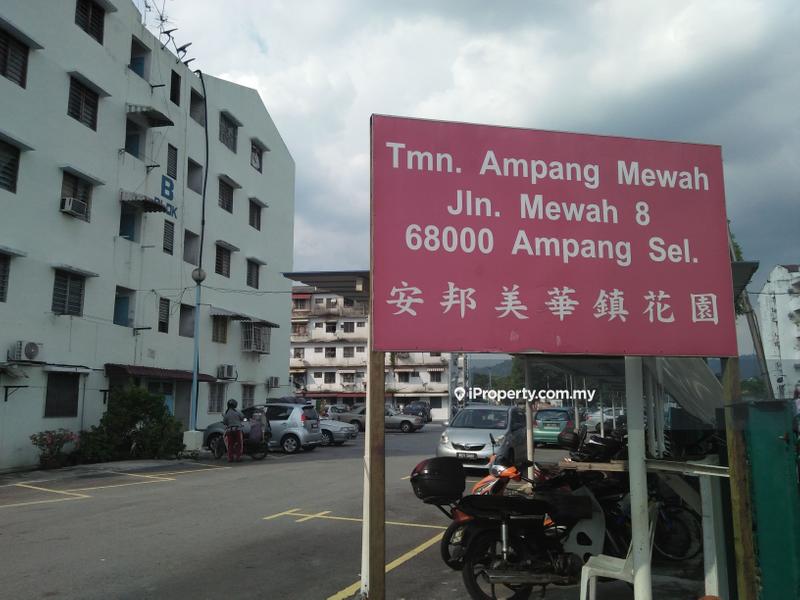 Tmn. Ampang Mewah
Jln. Mewah 8
68000 Ampang Sel.
安邦美華鎮花園
B
BLOK
iProperty.com.my